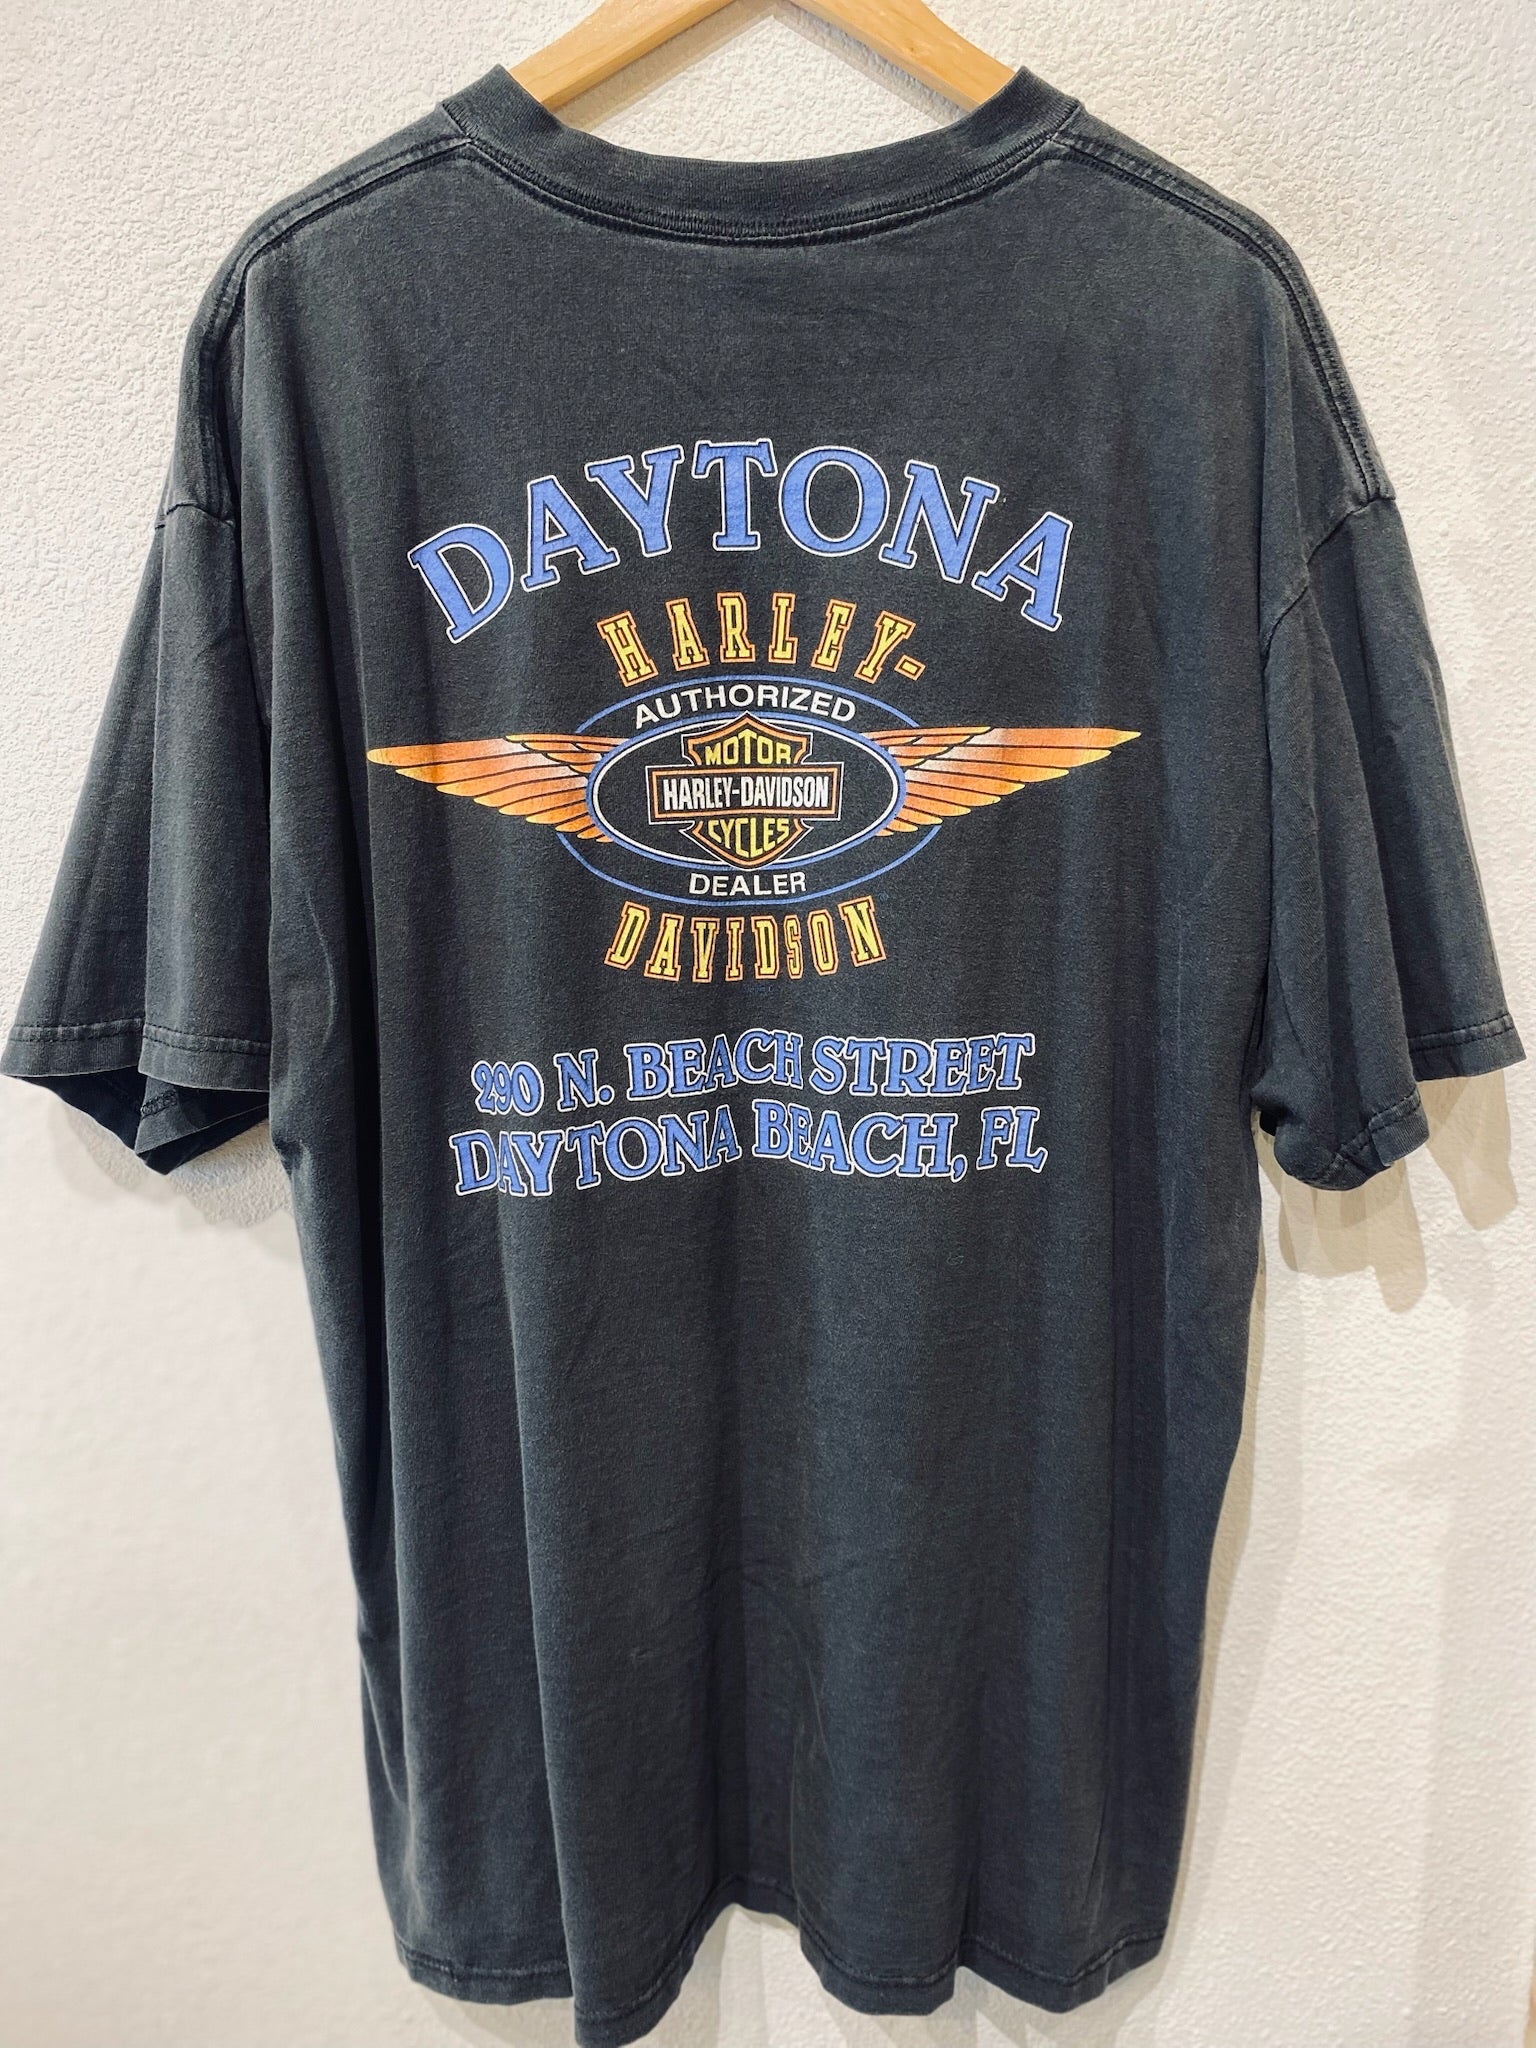 DAYTONA
HARLEY-
AUTHORIZED
MOTOR
HARLEY-DAVIDSON
CYCLES
DEALER
DAVIDSON
290 N. BEACH STREET
DAYTONA BEACH, FL